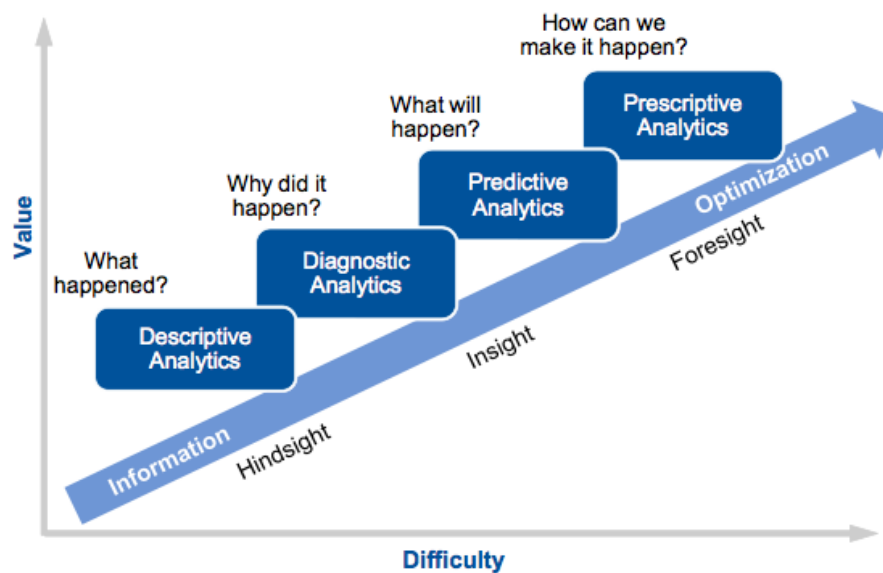 How can we
make it happen?
Prescriptive
Analytics
What will
happen?
Predictive
Analytics
Why did it
happen?
Diagnostic
Analytics
What
happened?
Descriptive
Analytics
Value
Information
Optimization
Hindsight
Insight
Foresight
Difficulty